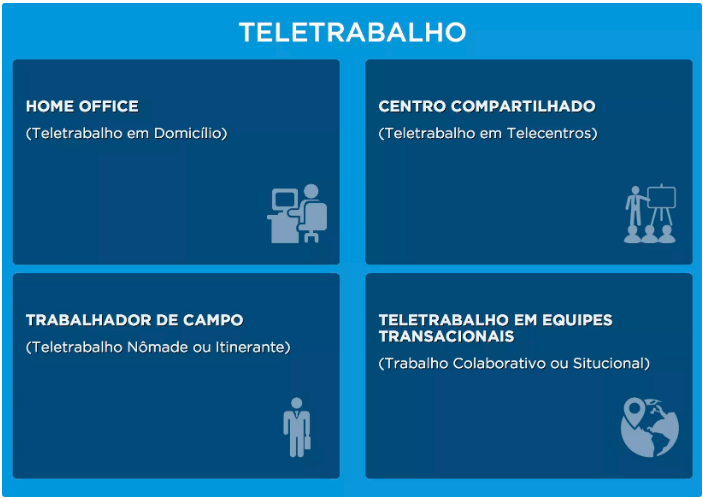 TELETRABALHO
HOME OFFICE
(Teletrabalho em Domicílio)
CENTRO COMPARTILHADO
(Teletrabalho em Telecentros)
TRABALHADOR DE CAMPO
(Teletrabalho Nômade ou Itinerante)
TELETRABALHO EM EQUIPES
TRANSACIONAIS
(Trabalho Colaborativo ou Situcional)